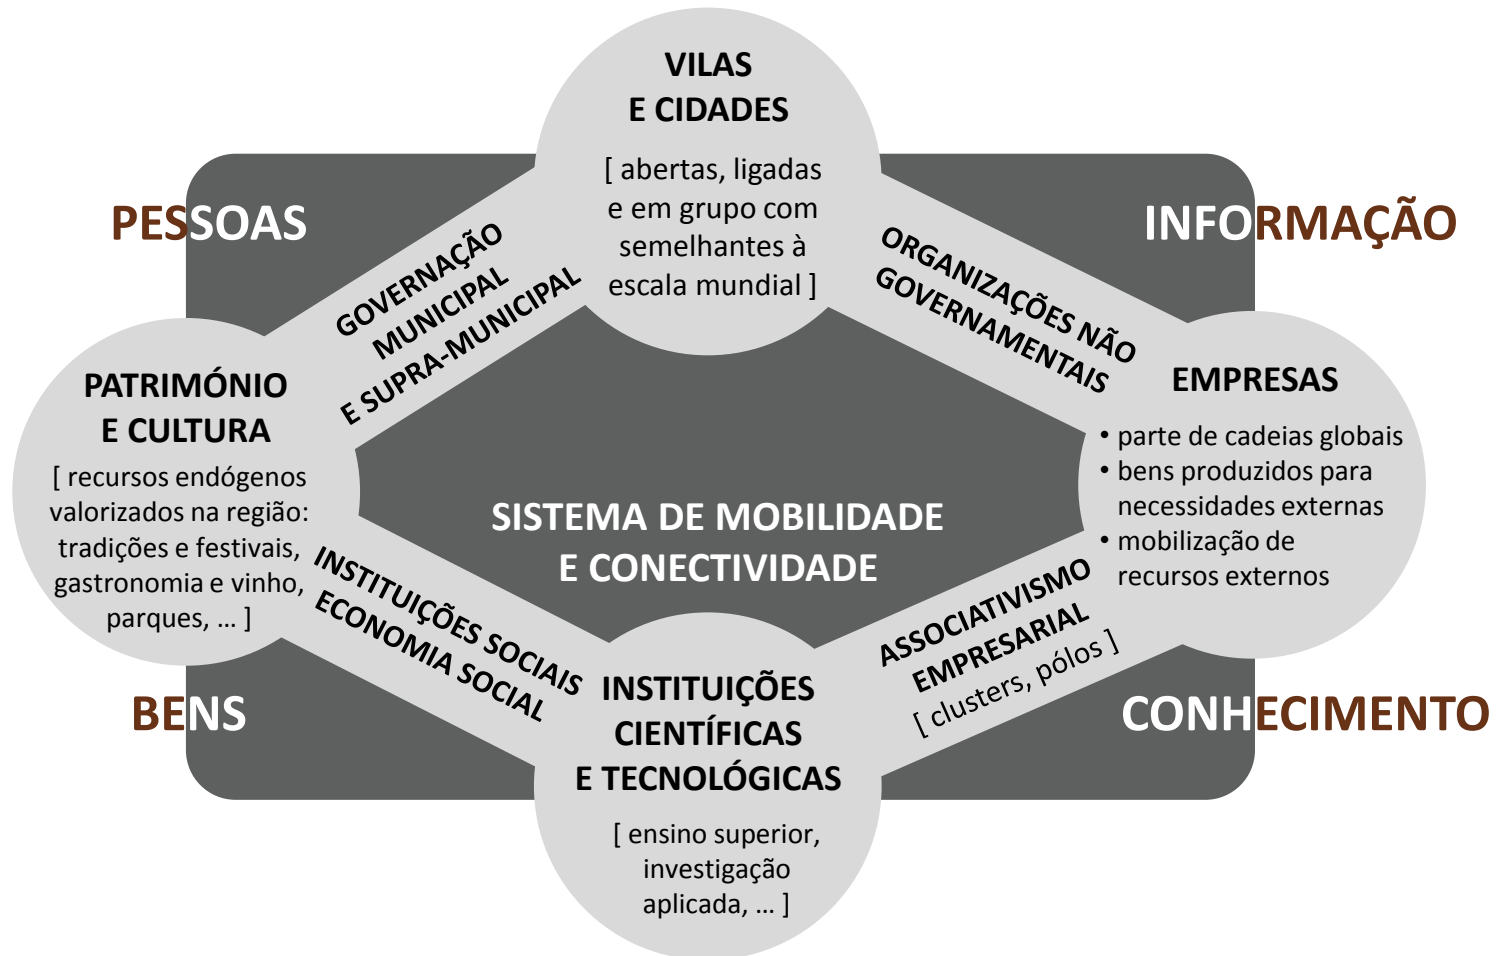 VILAS
E CIDADES
[ abertas, ligadas
e em grupo com
semelhantes à
escala mundial ]
PESSOAS
INFORMAÇÃO
GOVERNAÇÃO
MUNICIPAL
E SUPRA-MUNICIPAL
ORGANIZAÇÕES NÃO
GOVERNAMENTAIS
PATRIMÓNIO
E CULTURA
[ recursos endógenos
valorizados na região:
tradições e festivais,
gastronomia e vinho,
parques, ... ]
EMPRESAS
• parte de cadeias globais
• bens produzidos para
necessidades externas
• mobilização de
recursos externos
SISTEMA DE MOBILIDADE
E CONECTIVIDADE
INSTITUIÇÕES SOCIAIS
ECONOMIA SOCIAL
ASSOCIATIVISMO
EMPRESARIAL
[ clusters, pólos ]
BENS
CONHECIMENTO
INSTITUIÇÕES
CIENTÍFICAS
E TECNOLÓGICAS
[ ensino superior,
investigação
aplicada, ... ]